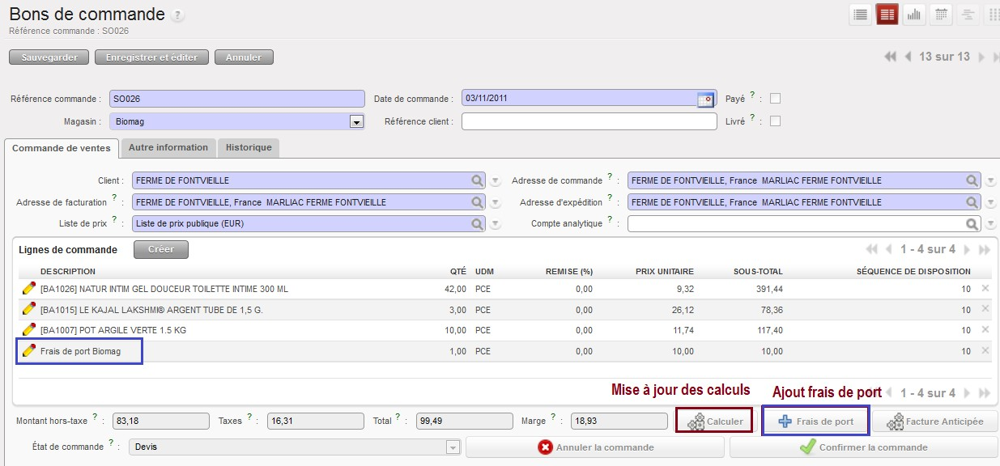 Bons de commande ?
Référence commande : SO026
Sauvegarder Enregistrer et éditer Annuler
13 sur 13
Référence commande : SO026 Date de commande : 03/11/2011 Payé ? :
Magasin : Biomag Référence client : Livré ? :
Commande de ventes Autre information Historique
Client : FERME DE FONTVIEILLE Adresse de commande ? : FERME DE FONTVIEILLE, France MARLIAC FERME FONTVIEILLE
Adresse de facturation ? : FERME DE FONTVIEILLE, France MARLIAC FERME FONTVIEILLE Adresse d'expédition ? : FERME DE FONTVIEILLE, France MARLIAC FERME FONTVIEILLE
Liste de prix ? : Liste de prix publique (EUR) Compte analytique ? :
Lignes de commande Créer 1 - 4 sur 4
DESCRIPTION QTÉ UDM REMISE (%) PRIX UNITAIRE SOUS-TOTAL SÉQUENCE DE DISPOSITION
[BA1026] NATUR INTIM GEL DOUCEUR TOILETTE INTIME 300 ML 42,00 PCE 0,00 9,32 391,44 10
[BA1015] LE KAJAL LAKSHMI® ARGENT TUBE DE 1,5 G. 3,00 PCE 0,00 26,12 78,36 10
[BA1007] POT ARGILE VERTE 1.5 KG 10,00 PCE 0,00 11,74 117,40 10
Frais de port Biomag 1,00 PCE 0,00 10,00 10,00 10
Mise à jour des calculs Ajout frais de port 1 - 4 sur 4
Montant hors-taxe ? : 83,18 Taxes ? : 16,31 Total ? : 99,49 Marge ? : 18,93 Calculer Frais de port Facture Anticipée
État de commande ? : Devis Annuler la commande Confirmer la commande